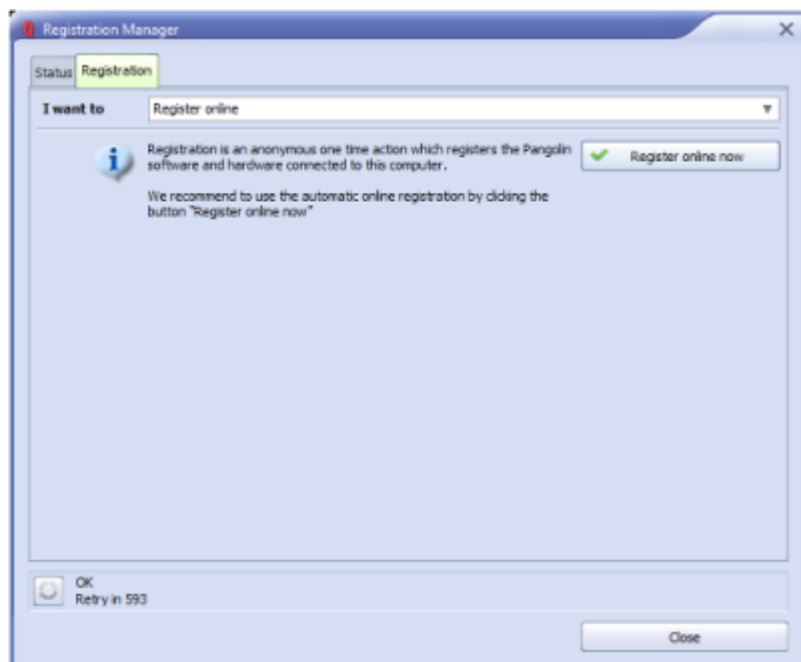 Registration Manager
Status Registration
I want to Register online
Registration is an anonymous one time action which registers the Pangolin
software and hardware connected to this computer.
We recommend to use the automatic online registration by clicking the
button "Register online now"
Register online now
OK
Retry in 593
Close